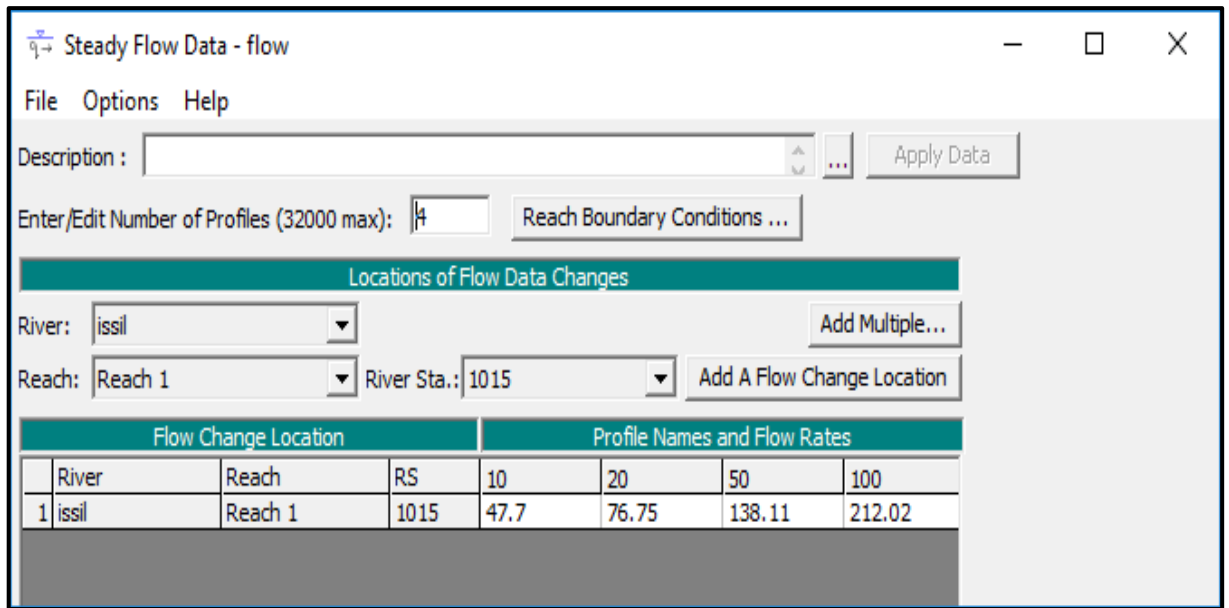 Steady Flow Data - flow
File Options Help
Description : ... Apply Data
Enter/Edit Number of Profiles (32000 max): 4 Reach Boundary Conditions ...
Locations of Flow Data Changes
River: issil Add Multiple...
Reach: Reach 1 River Sta.: 1015 Add A Flow Change Location
Flow Change Location Profile Names and Flow Rates
River Reach RS 10 20 50 100
1 issil Reach 1 1015 47.7 76.75 138.11 212.02